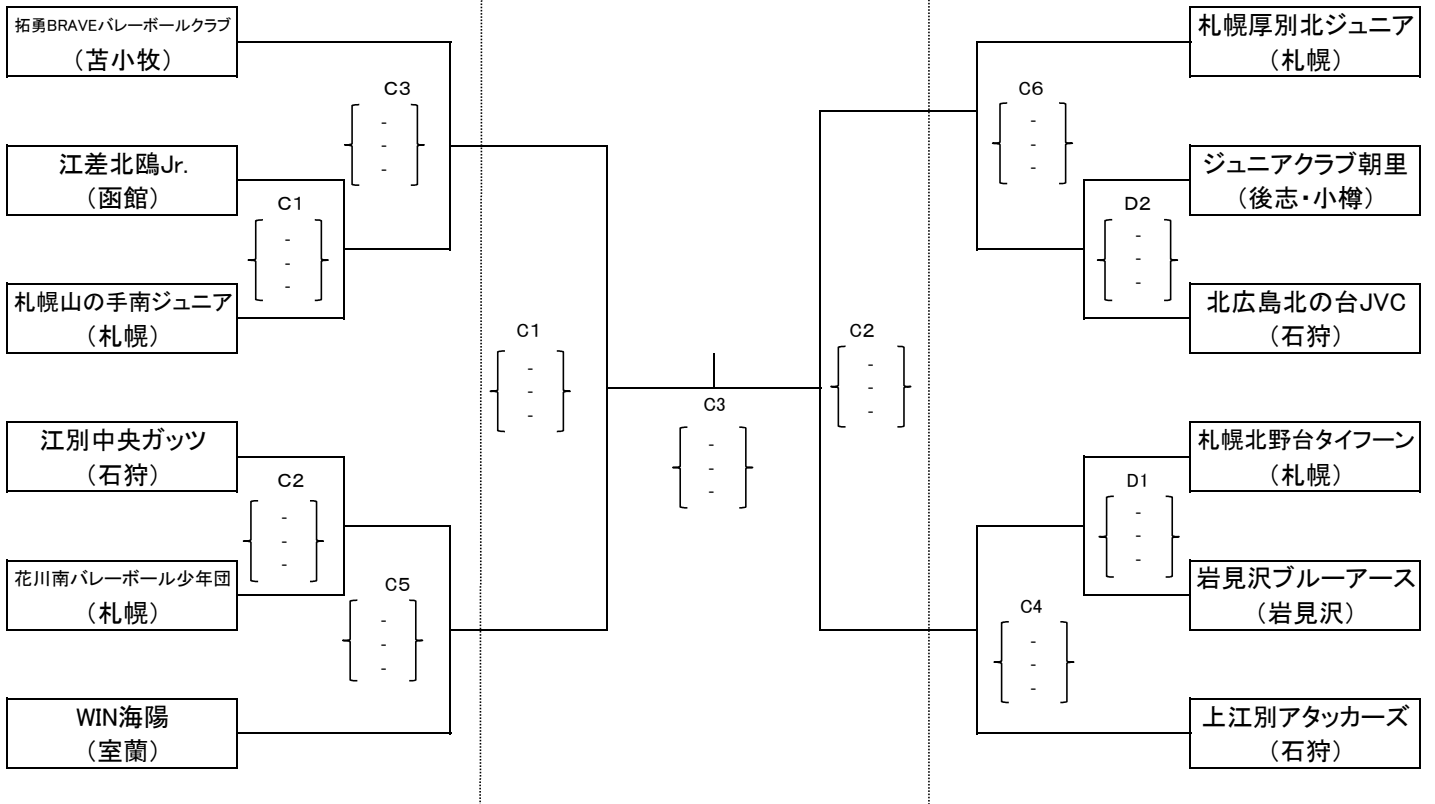 拓勇BRAVEバレーボールクラブ
（苫小牧）
C3
-
-
-
江差北鴎Jr.
（函館）
C1
-
-
-
札幌山の手南ジュニア
（札幌）
江別中央ガッツ
（石狩）
C2
-
-
-
花川南バレーボール少年団
（札幌）
C5
-
-
-
WIN海陽
（室蘭）
C1
-
-
-
C3
-
-
-
C2
-
-
-
札幌厚別北ジュニア
（札幌）
C6
-
-
-
ジュニアクラブ朝里
（後志・小樽）
D2
-
-
-
北広島北の台JVC
（石狩）
札幌北野台タイフーン
（札幌）
D1
-
-
-
岩見沢ブルーアース
（岩見沢）
C4
-
-
-
上江別アタッカーズ
（石狩）